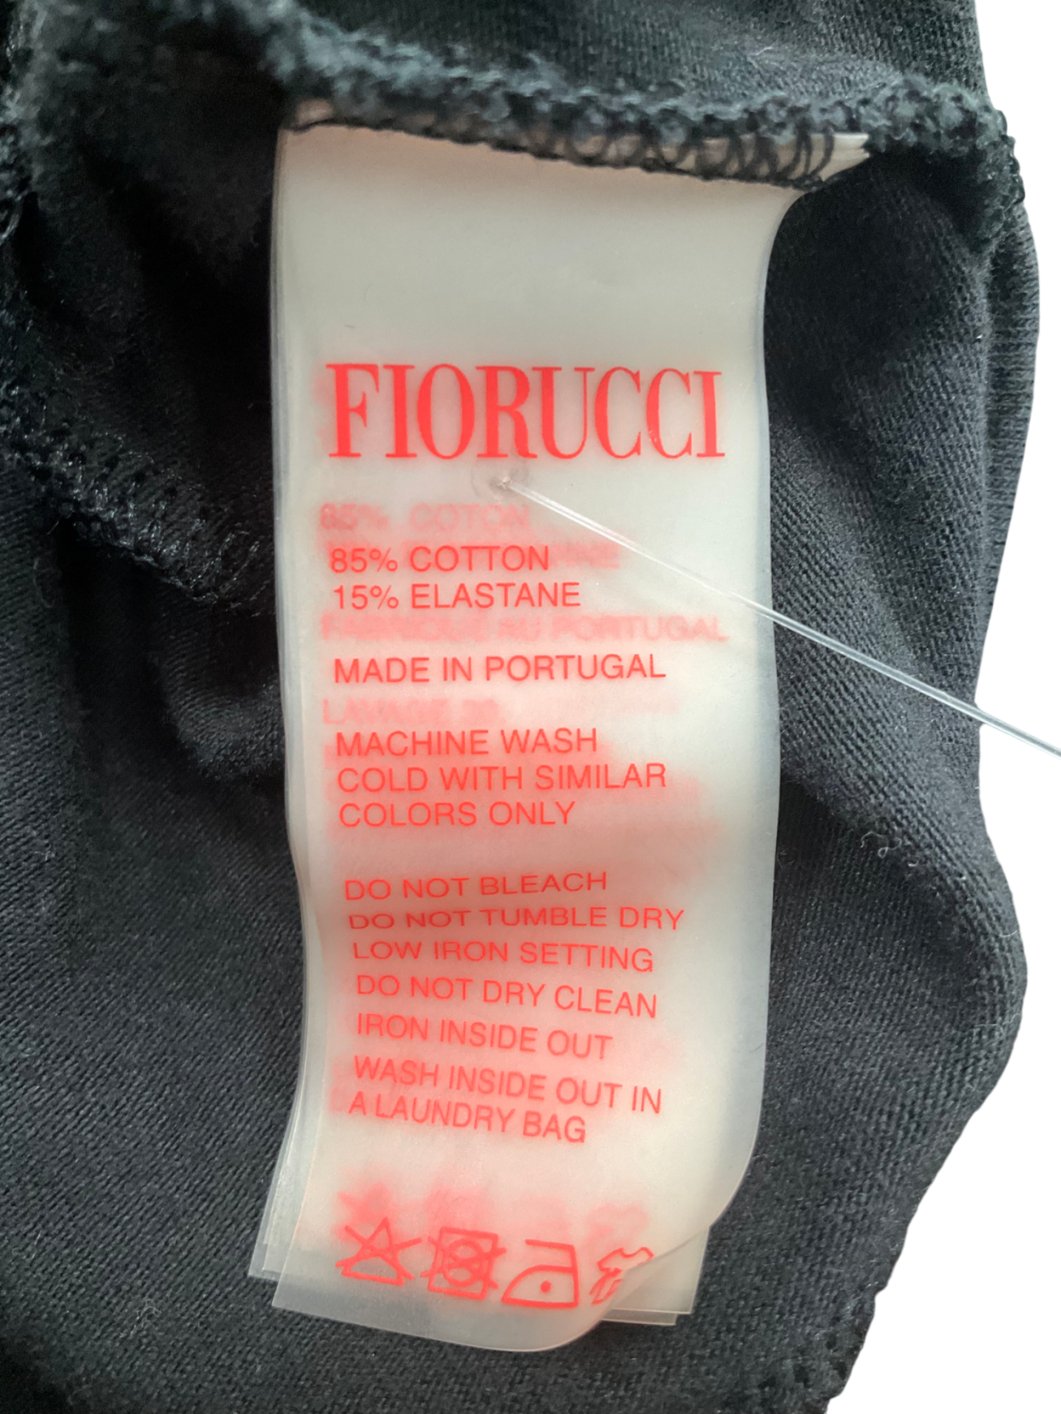 FIORUCCI
85% COTTON
15% ELASTANE
MADE IN PORTUGAL
MACHINE WASH
COLD WITH SIMILAR
COLORS ONLY
DO NOT BLEACH
DO NOT TUMBLE DRY
LOW IRON SETTING
DO NOT DRY CLEAN
IRON INSIDE OUT
WASH INSIDE OUT IN
A LAUNDRY BAG